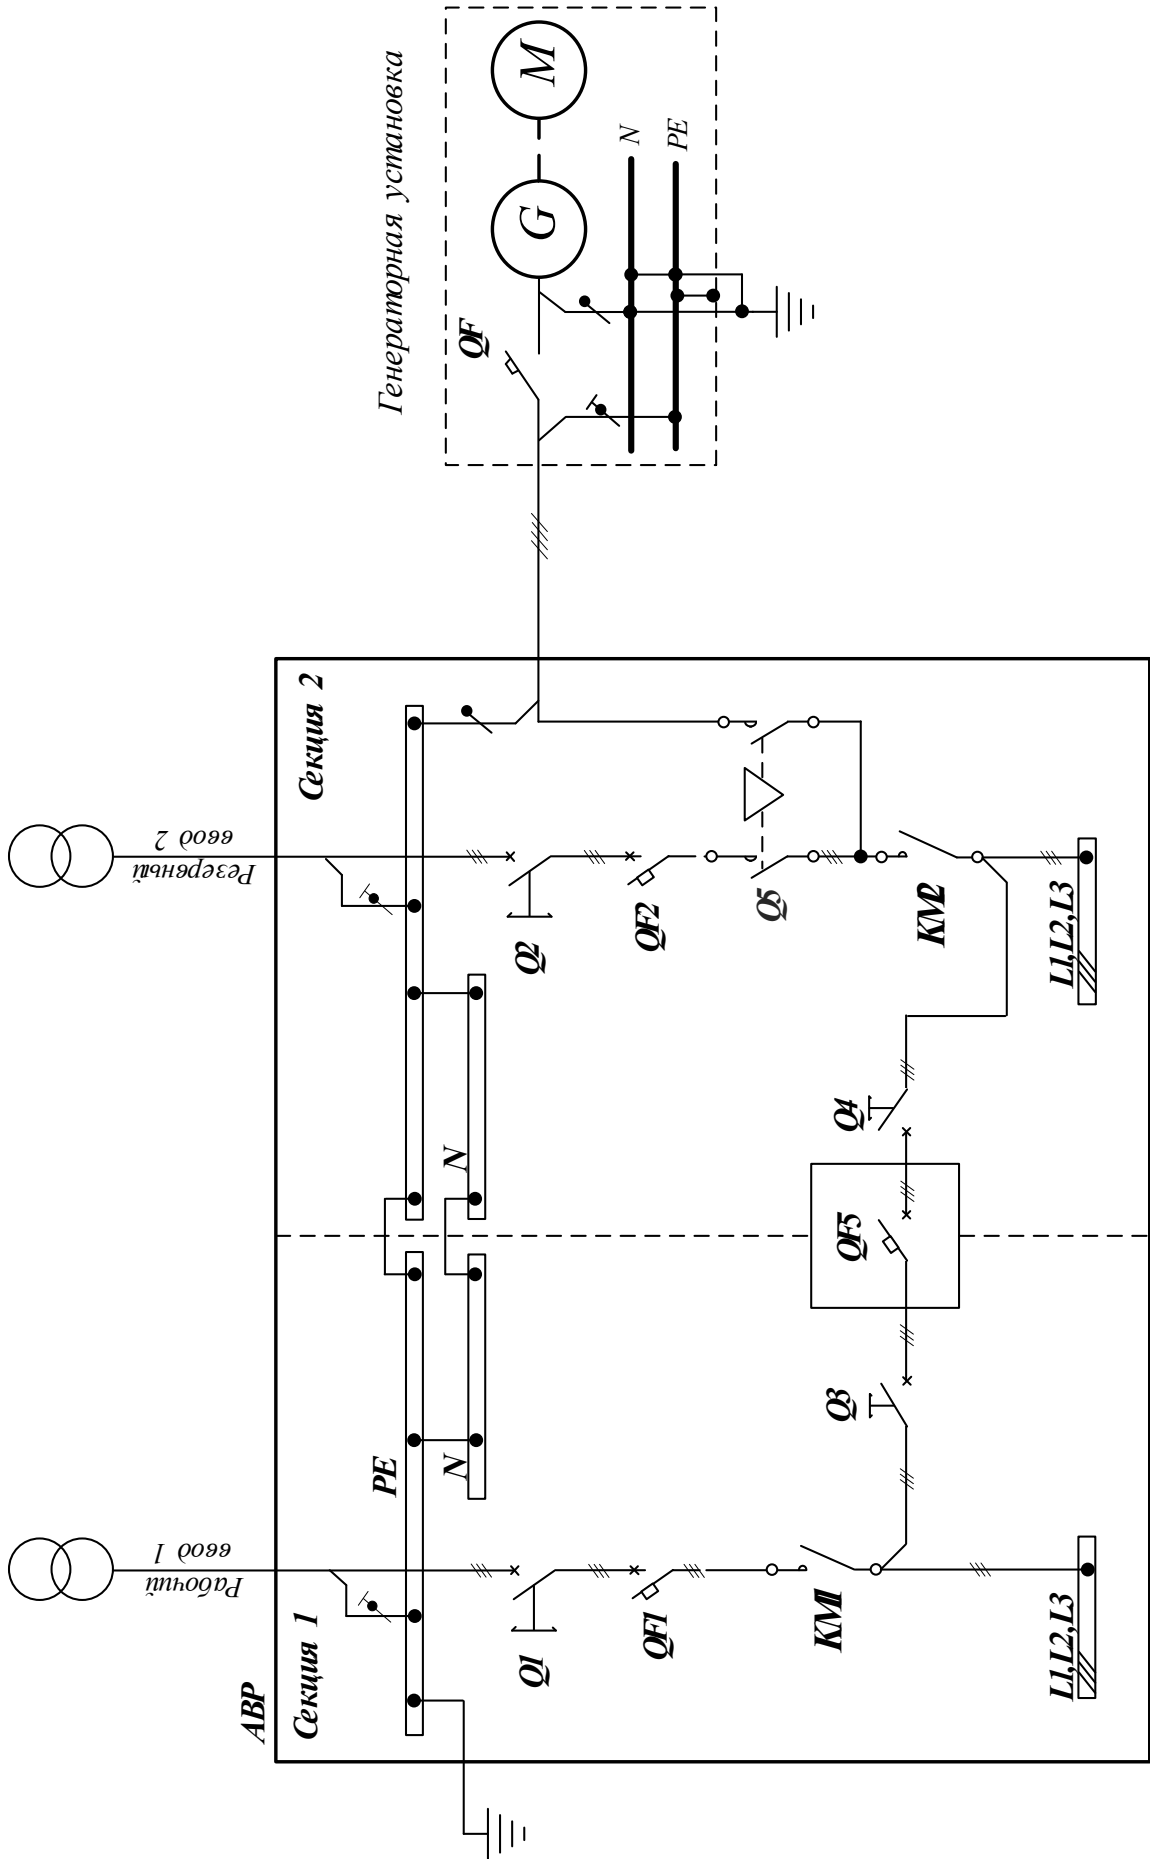 Генераторная установка
M
G
N
PE
QF
АВР
Секция 1
Секция 2
Рабочий
ввод 1
Резервный
ввод 2
PE
N
N
Q1
QF1
KM1
L1,L2,L3
Q3
QF5
Q4
Q2
QF2
Q5
KM2
L1,L2,L3